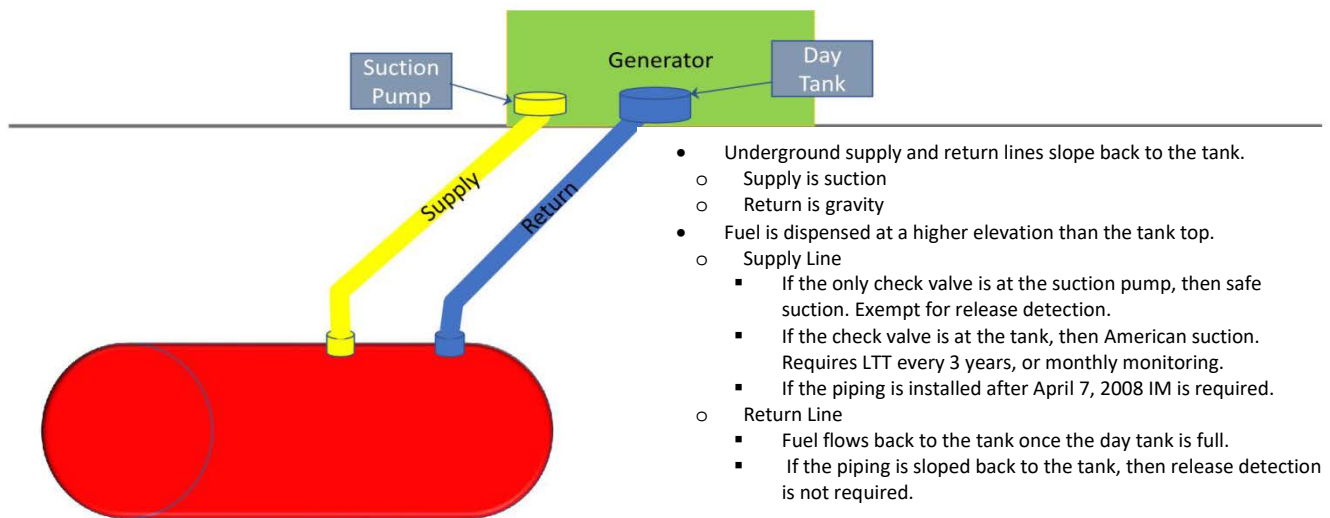 Generator
Day
Tank
Suction
Pump
Supply
Return
• Underground supply and return lines slope back to the tank.
o Supply is suction
o Return is gravity
• Fuel is dispensed at a higher elevation than the tank top.
o Supply Line
▪ If the only check valve is at the suction pump, then safe
suction. Exempt for release detection.
▪ If the check valve is at the tank, then American suction.
Requires LTT every 3 years, or monthly monitoring.
▪ If the piping is installed after April 7, 2008 IM is required.
o Return Line
▪ Fuel flows back to the tank once the day tank is full.
▪ If the piping is sloped back to the tank, then release detection
is not required.